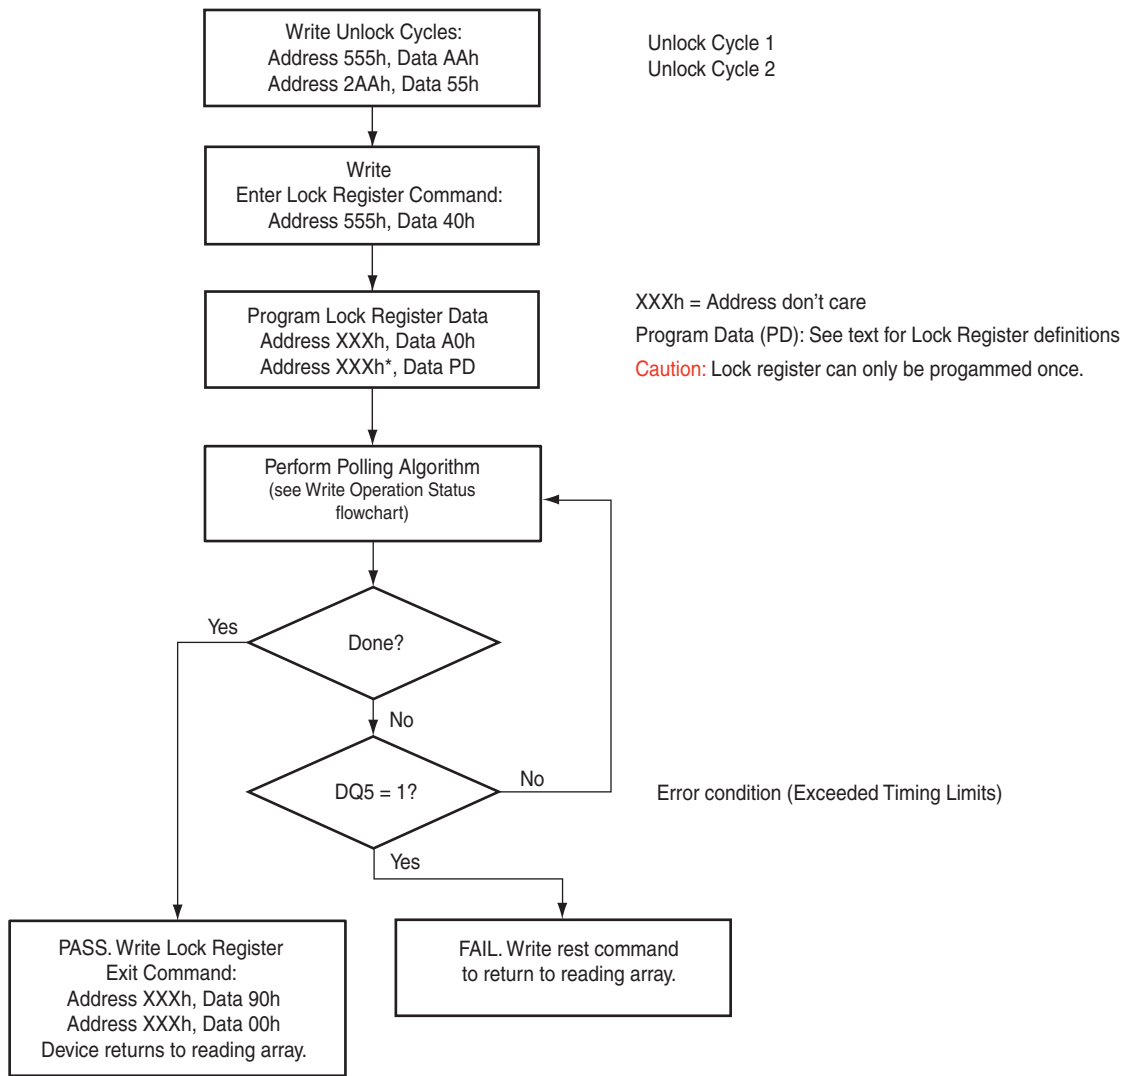 Write Unlock Cycles:
Address 555h, Data AAh
Address 2AAh, Data 55h
Unlock Cycle 1
Unlock Cycle 2
Write
Enter Lock Register Command:
Address 555h, Data 40h
Program Lock Register Data
Address XXXh, Data A0h
Address XXXh*, Data PD
XXXh = Address don't care
Program Data (PD): See text for Lock Register definitions
Caution: Lock register can only be progammed once.
Perform Polling Algorithm
(see Write Operation Status
flowchart)
Yes
Done?
No
DQ5 = 1?
No
Error condition (Exceeded Timing Limits)
Yes
PASS. Write Lock Register
Exit Command:
Address XXXh, Data 90h
Address XXXh, Data 00h
Device returns to reading array.
FAIL. Write rest command
to return to reading array.